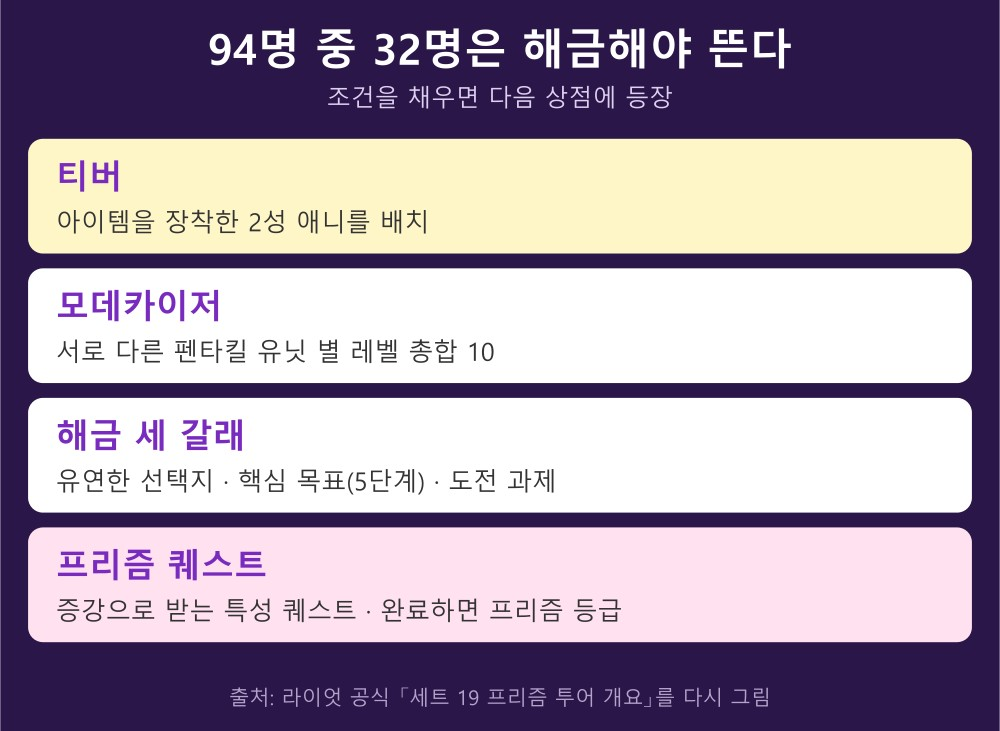 94명 중 32명은 해금해야 뜬다
조건을 채우면 다음 상점에 등장
티버
아이템을 장착한 2성 애니를 배치
모데카이저
서로 다른 펜타킬 유닛 별 레벨 총합 10
해금 세 갈래
유연한 선택지 · 핵심 목표(5단계) · 도전 과제
프리즘 퀘스트
증강으로 받는 특성 퀘스트 · 완료하면 프리즘 등급
출처: 라이엇 공식 「세트 19 프리즘 투어 개요」를 다시 그림